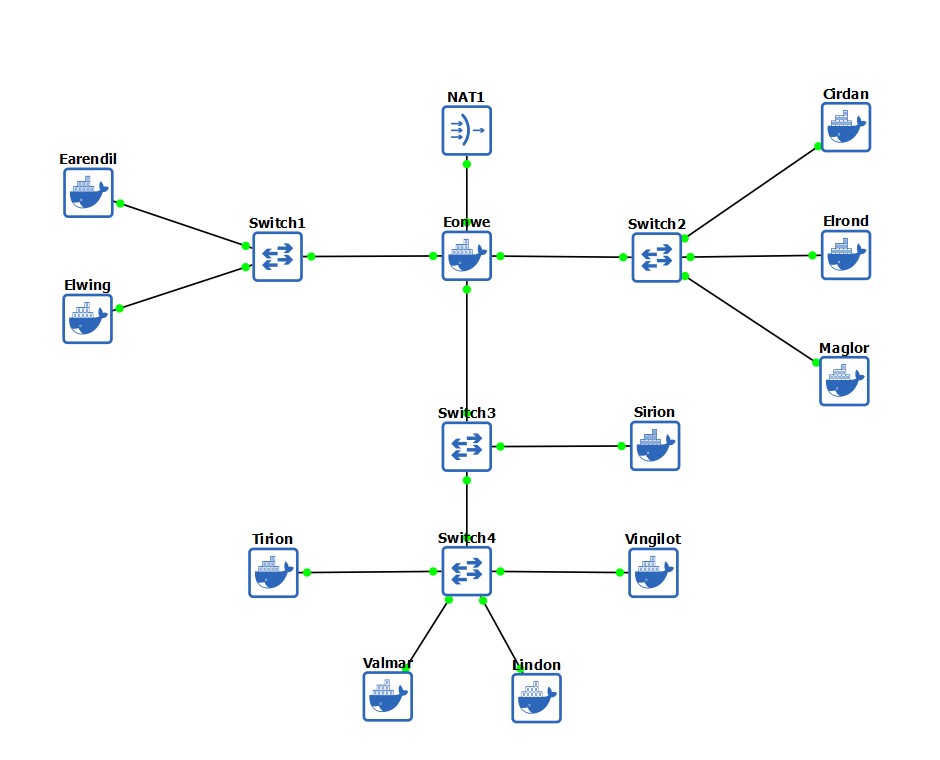 NAT1
Cirdan
Earendil
Switch1
Eonwe
Switch2
Elrond
Elwing
Maglor
Switch3
Sirion
Tirion
Switch4
Vingilot
Valmar
Lindon